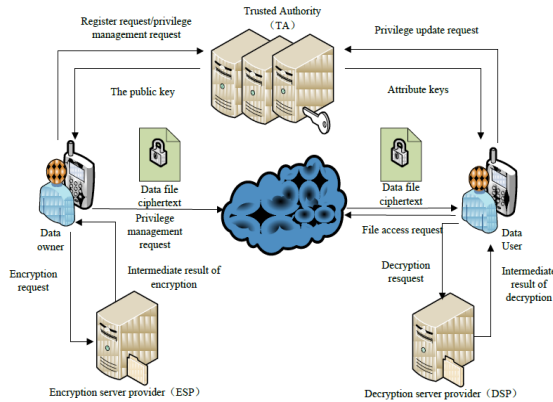 Trusted Authority
（TA）
Register request/privilege
management request
Privilege update request
The public key
Attribute keys
Data file
ciphertext
Data file
ciphertext
Privilege
management
request
File access request
Data
owner
Data
User
Encryption
request
Intermediate result of
encryption
Decryption
resquest
Intermediate
result of
decryption
Encryption server provider（ESP）
Decryption server provider（DSP）